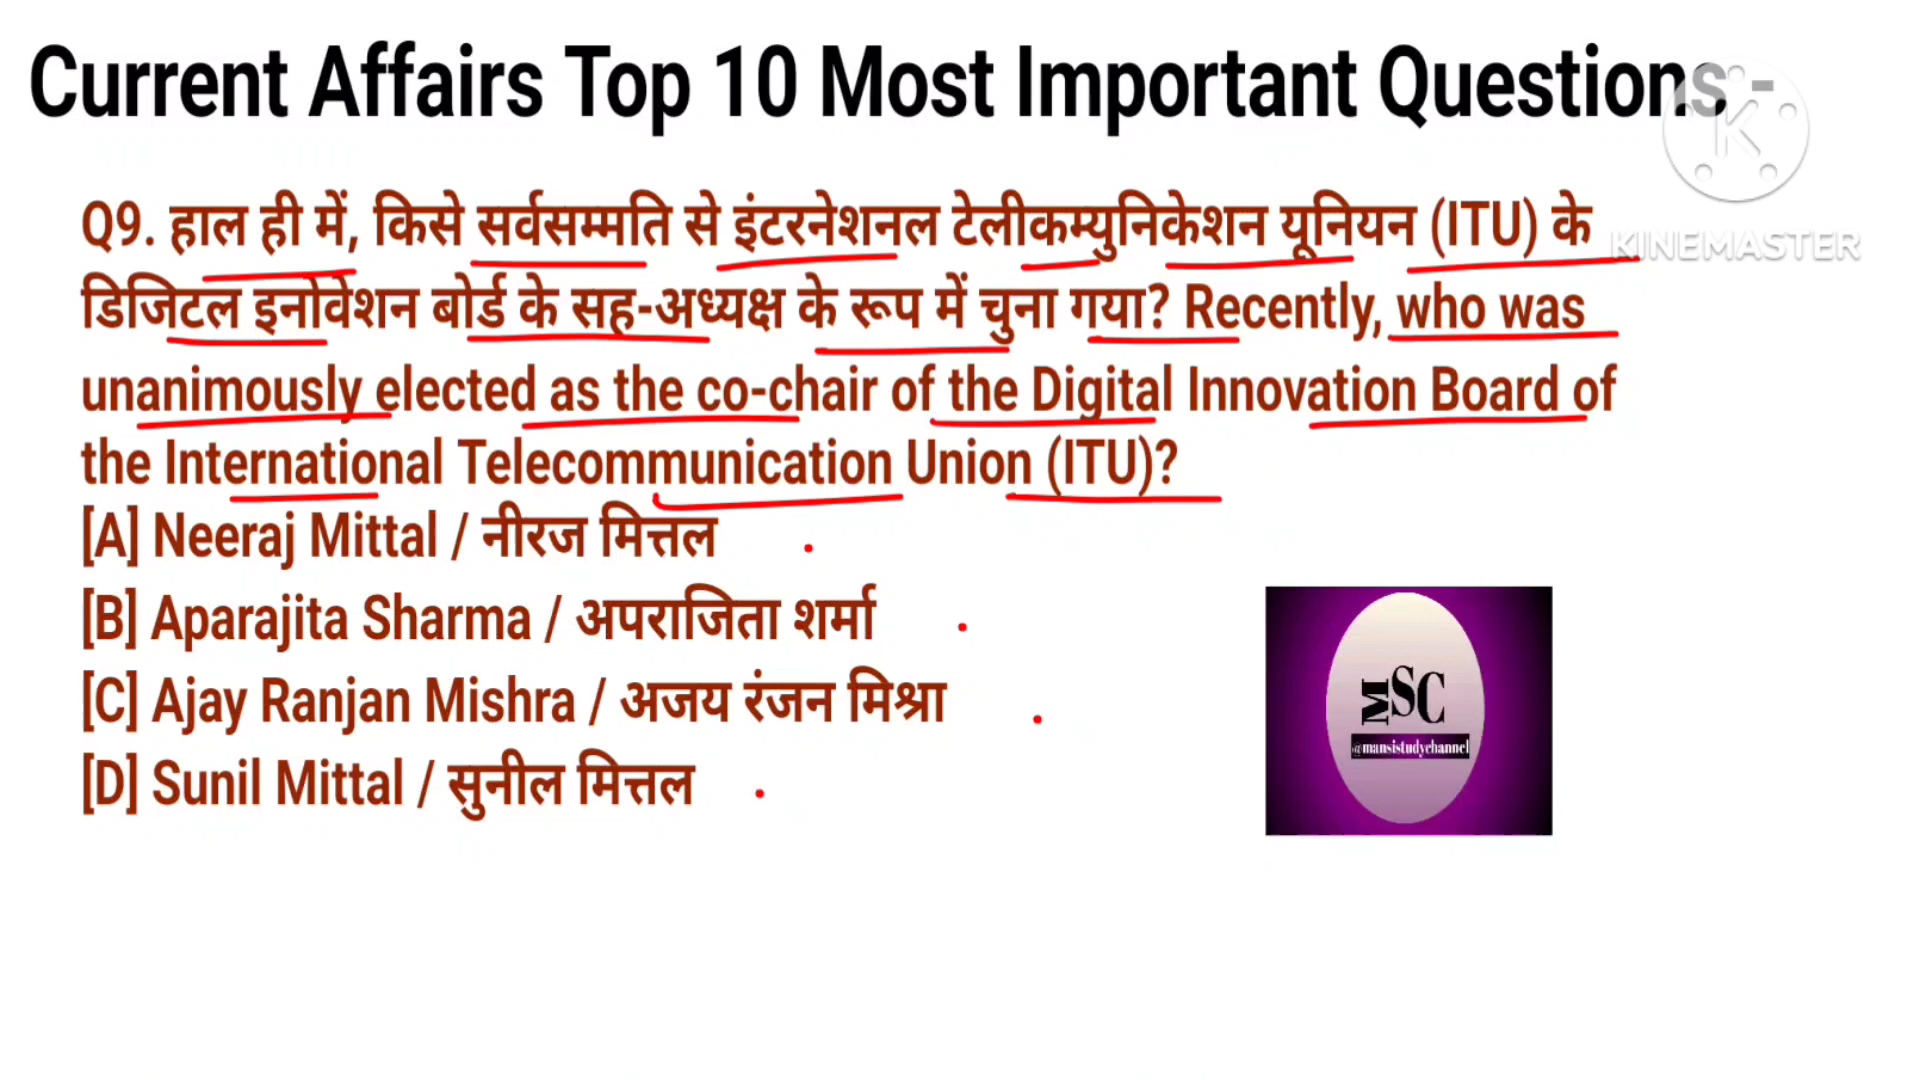 Current Affairs Top 10 Most Important Questions :-
KINEMASTER
Q9. हाल ही में, किसे सर्वसम्मति से इंटरनेशनल टेलीकम्युनिकेशन यूनियन (ITU) के
डिजिटल इनोवेशन बोर्ड के सह-अध्यक्ष के रूप में चुना गया? Recently, who was
unanimously elected as the co-chair of the Digital Innovation Board of
the International Telecommunication Union (ITU)?
[A] Neeraj Mittal / नीरज मित्तल
[B] Aparajita Sharma / अपराजिता शर्मा
[C] Ajay Ranjan Mishra / अजय रंजन मिश्रा
[D] Sunil Mittal / सुनील मित्तल
MSC
@mansistudychannel